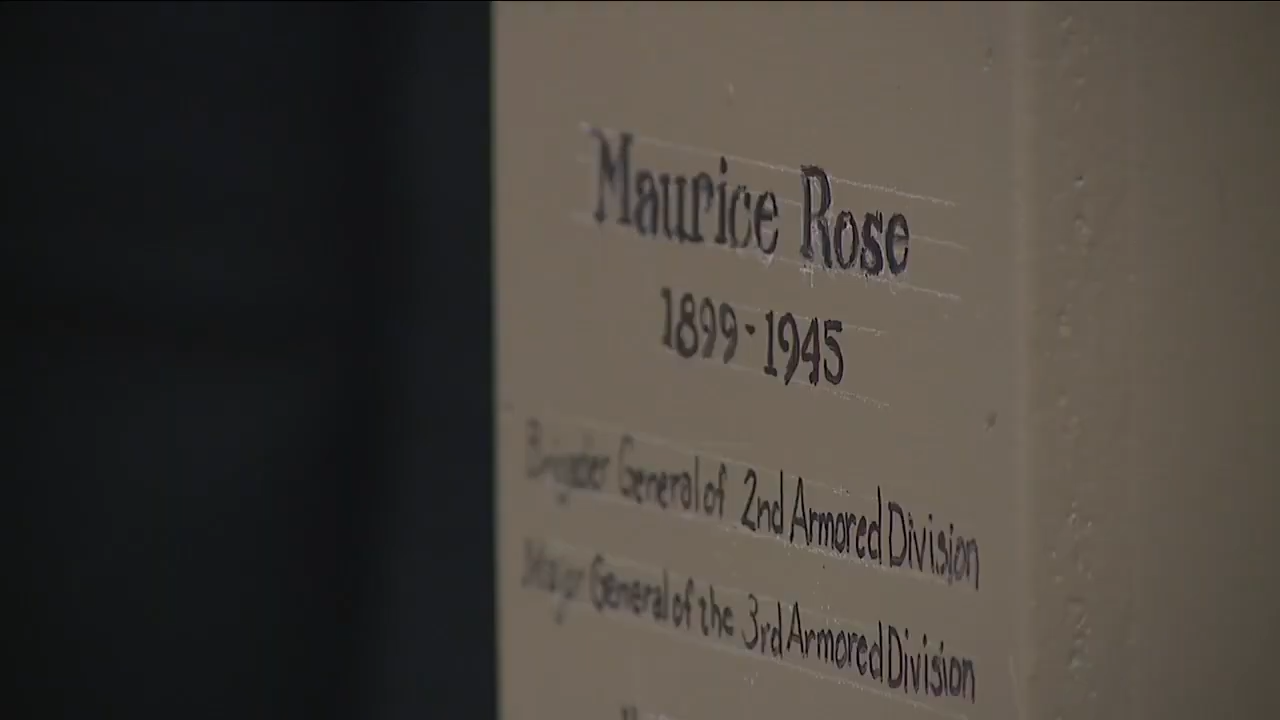 Maurice Rose
1899-1945
Brigadier General of 2nd Armored Division
Major General of the 3rd Armored Division